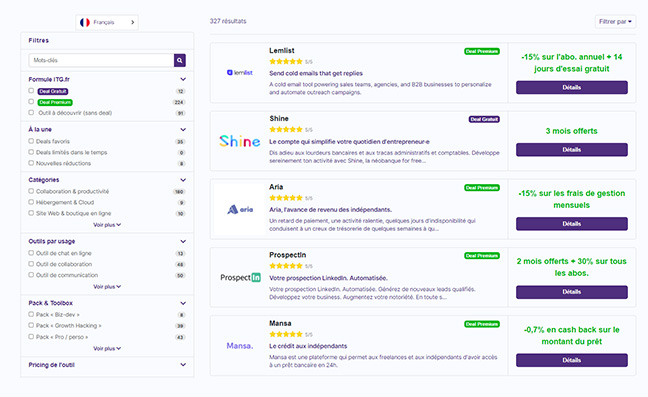 Français
327 résultats
Filtrer par
Filtres
Mots-clés
Formule ITG.fr
Deal Gratuit 12
Deal Premium 224
Outil à découvrir (sans deal) 91
À la une
Deals favoris 35
Deals limités dans le temps 0
Nouvelles réductions 8
Catégories
Collaboration & productivité 160
Hébergement & Cloud 9
Site Web & boutique en ligne 10
Voir plus
Outils par usage
Outil de chat en ligne 13
Outil de collaboration 48
Outil de communication 50
Voir plus
Pack & Toolbox
Pack « Biz-dev » 8
Pack « Growth Hacking » 39
Pack « Pro / perso » 43
Voir plus
Pricing de l'outil
lemlist
Lemlist
Deal Premium
5/5
Send cold emails that get replies
A cold email tool powering sales teams, agencies, and B2B businesses to personalize
and automate outreach campaigns.
-15% sur l'abo. annuel + 14
jours d'essai gratuit
Détails
Shine
Shine
Deal Gratuit
5/5
Le compte qui simplifie votre quotidien d'entrepreneur·e
Dis adieu aux lourdeurs bancaires et aux tracas administratifs et comptables. Développe
sereinement ton activité avec Shine, la néobanque for free...
3 mois offerts
Détails
aria
Aria
Deal Premium
5/5
Aria, l'avance de revenu des indépendants.
Un retard de paiement, une activité ralentie, quelques jours d'indisponibilité qui
conduisent à un creux de trésorerie de quelques semaines à qu...
-15% sur les frais de gestion
mensuels
Détails
ProspectIn
ProspectIn
Deal Premium
5/5
Votre prospection LinkedIn. Automatisée.
Votre prospection LinkedIn. Automatisée. Générez de nouveaux leads qualifiés.
Développez votre business. Augmentez votre notoriété. En toute s...
2 mois offerts + 30% sur tous
les abos.
Détails
Mansa.
Mansa
Deal Premium
5/5
Le crédit aux indépendants
Mansa est une plateforme qui permet aux freelances et aux indépendants d'avoir accès
à un prêt bancaire en 24h.
-0,7% en cash back sur le
montant du prêt
Détails